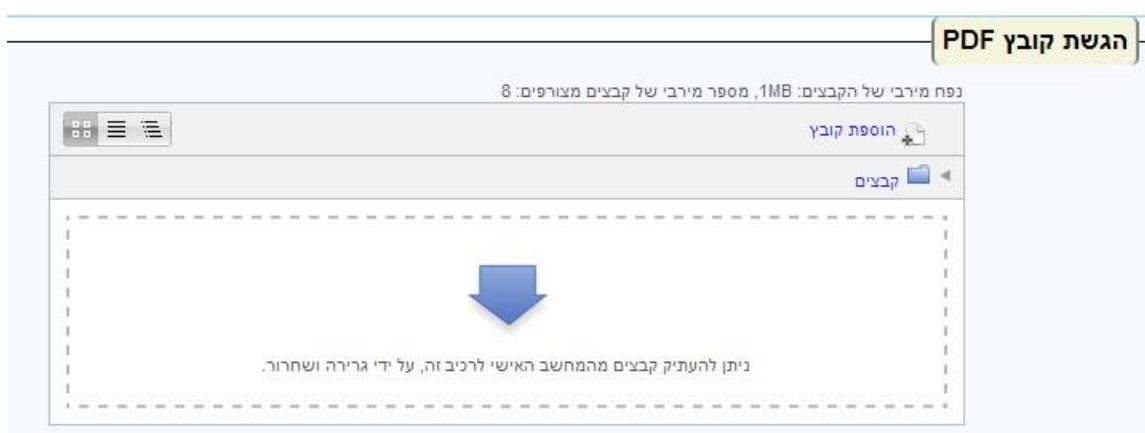 הגשת קובץ PDF
נפח מירבי של הקבצים: 1MB, מספר מירבי של קבצים מצורפים: 8
הוספת קובץ
קבצים
ניתן להעתיק קבצים מהמחשב האישי לרכיב זה, על ידי גרירה ושחרור.